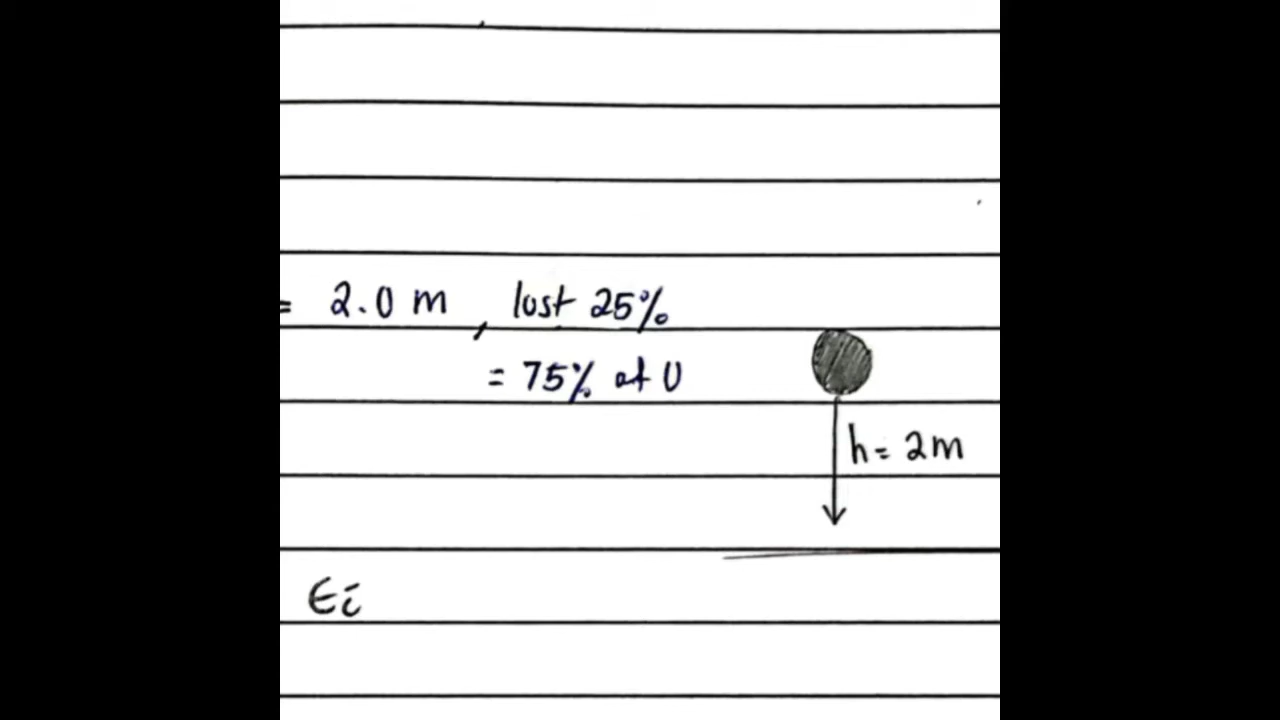 = 2.0 m , lost 25%
= 75% at U
h = 2m
Ei